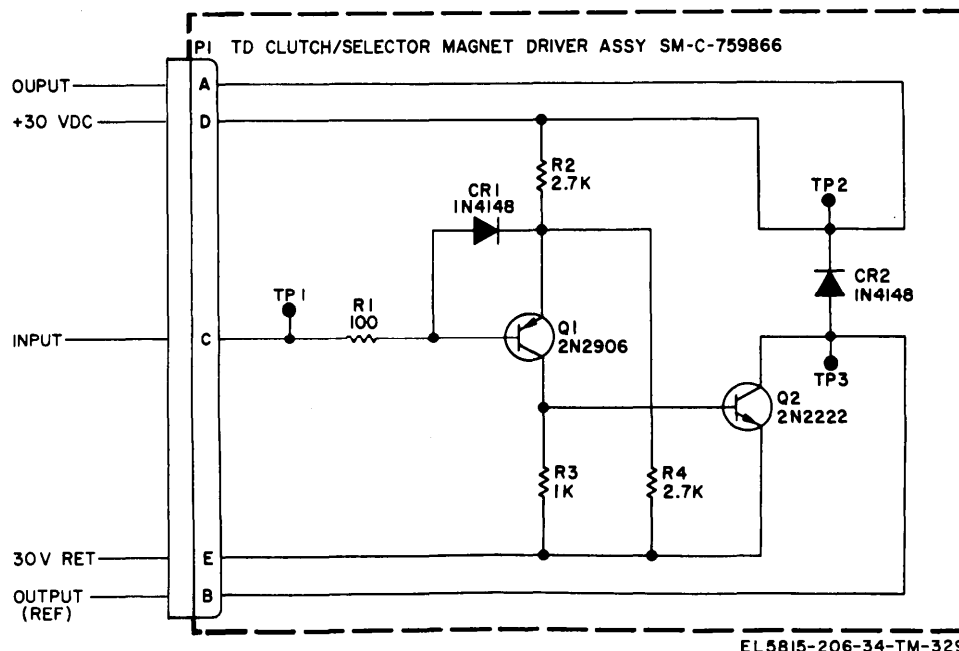 P1 TD CLUTCH/SELECTOR MAGNET DRIVER ASSY SM-C-759866
OUPUT
A
+30 VDC
D
R2
2.7K
CR1
1N4148
TP2
CR2
1N4148
TP1
R1
100
INPUT
C
Q1
2N2906
TP3
Q2
2N2222
R3
1K
R4
2.7K
30V RET
E
OUTPUT
(REF)
B
EL5815-206-34-TM-329